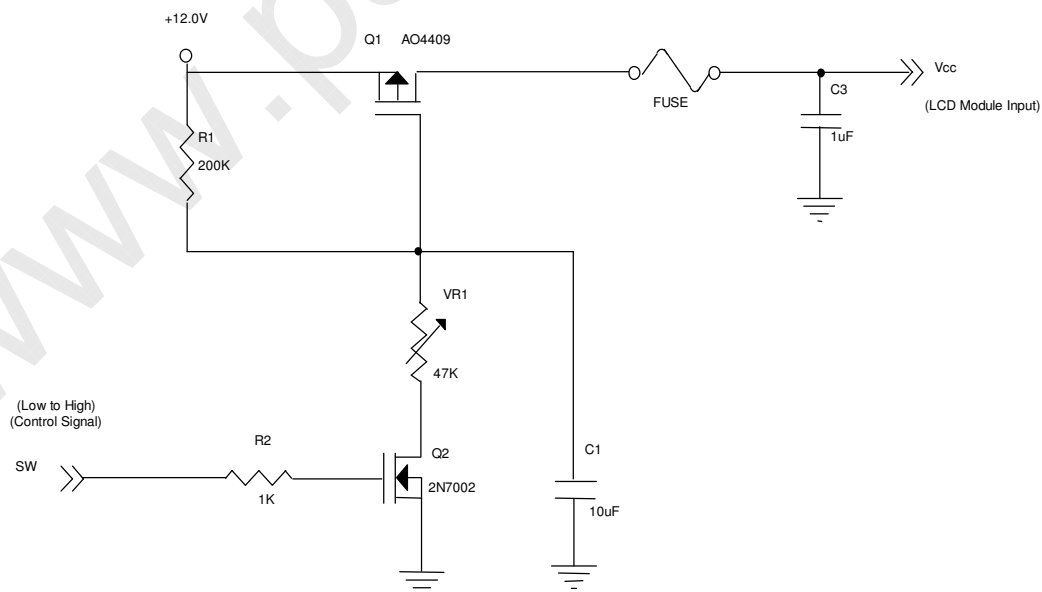 +12.0V
Q1 AO4409
Vcc
(LCD Module Input)
FUSE
C3
1uF
R1
200K
VR1
47K
(Low to High)
(Control Signal)
SW
R2
1K
Q2
2N7002
C1
10uF
www.p